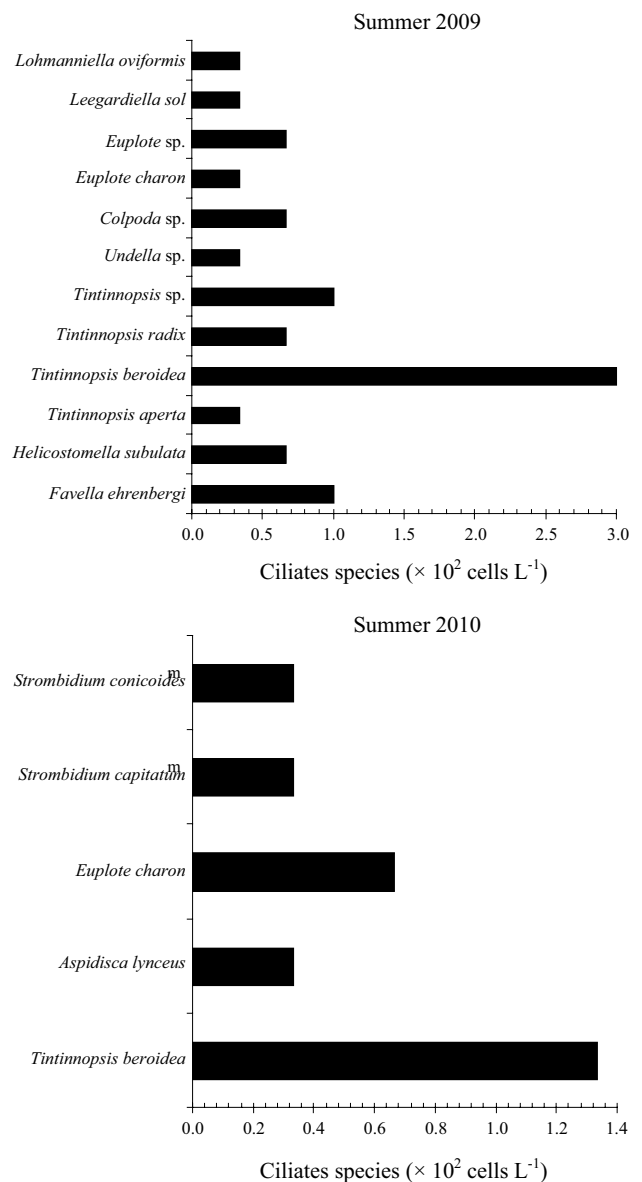 Summer 2009
Lohmanniella oviformis
Leegardiella sol
Euplote sp.
Euplote charon
Colpoda sp.
Undella sp.
Tintinnopsis sp.
Tintinnopsis radix
Tintinnopsis beroidea
Tintinnopsis aperta
Helicostomella subulata
Favella ehrenbergi
0.0 0.5 1.0 1.5 2.0 2.5 3.0
Ciliates species (× 10² cells L⁻¹)
Summer 2010
Strombidium conicoides m
Strombidium capitatum m
Euplote charon
Aspidisca lynceus
Tintinnopsis beroidea
0.0 0.2 0.4 0.6 0.8 1.0 1.2 1.4
Ciliates species (× 10² cells L⁻¹)